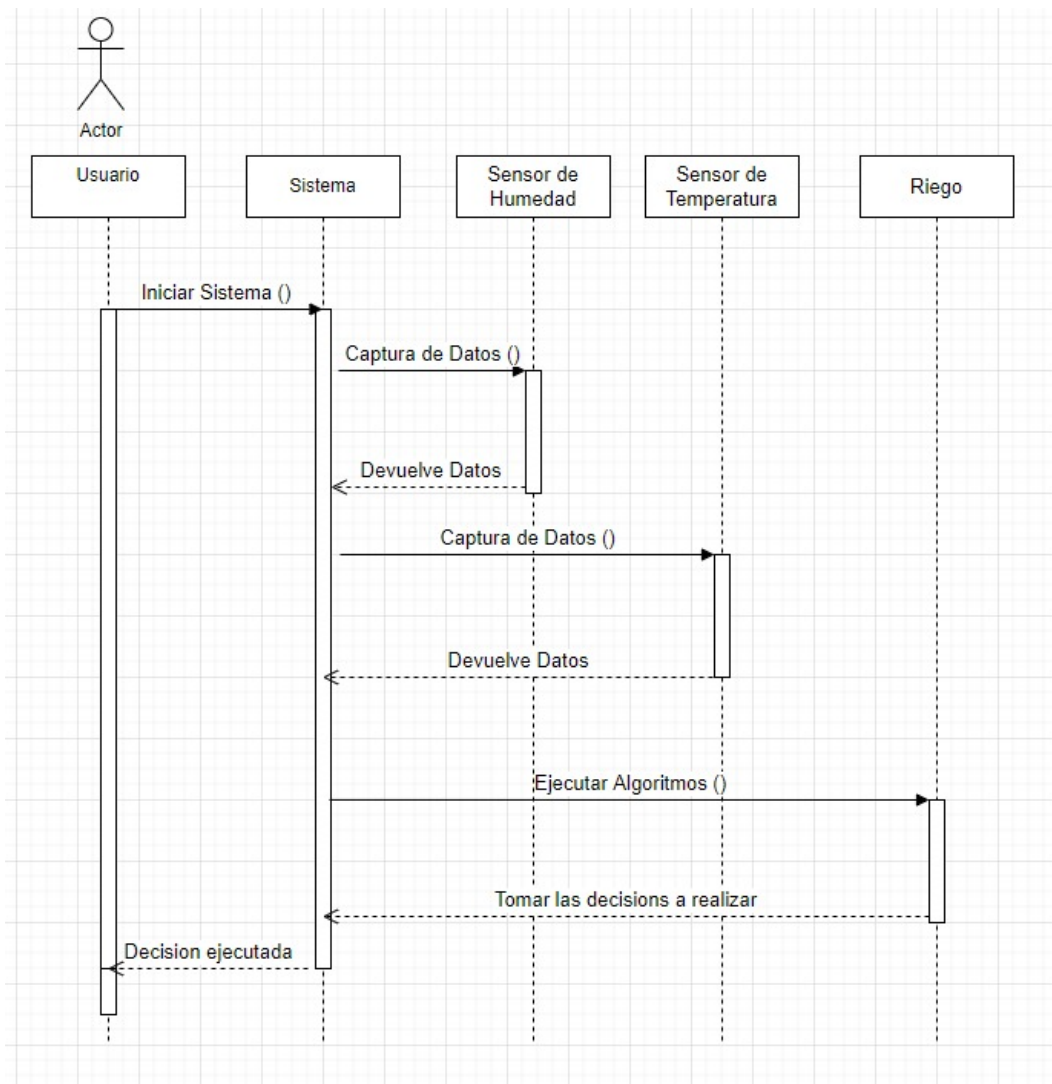 Actor
Usuario
Sistema
Sensor de
Humedad
Sensor de
Temperatura
Riego
Iniciar Sistema ()
Captura de Datos ()
Devuelve Datos
Captura de Datos ()
Devuelve Datos
Ejecutar Algoritmos ()
Tomar las decisions a realizar
Decision ejecutada